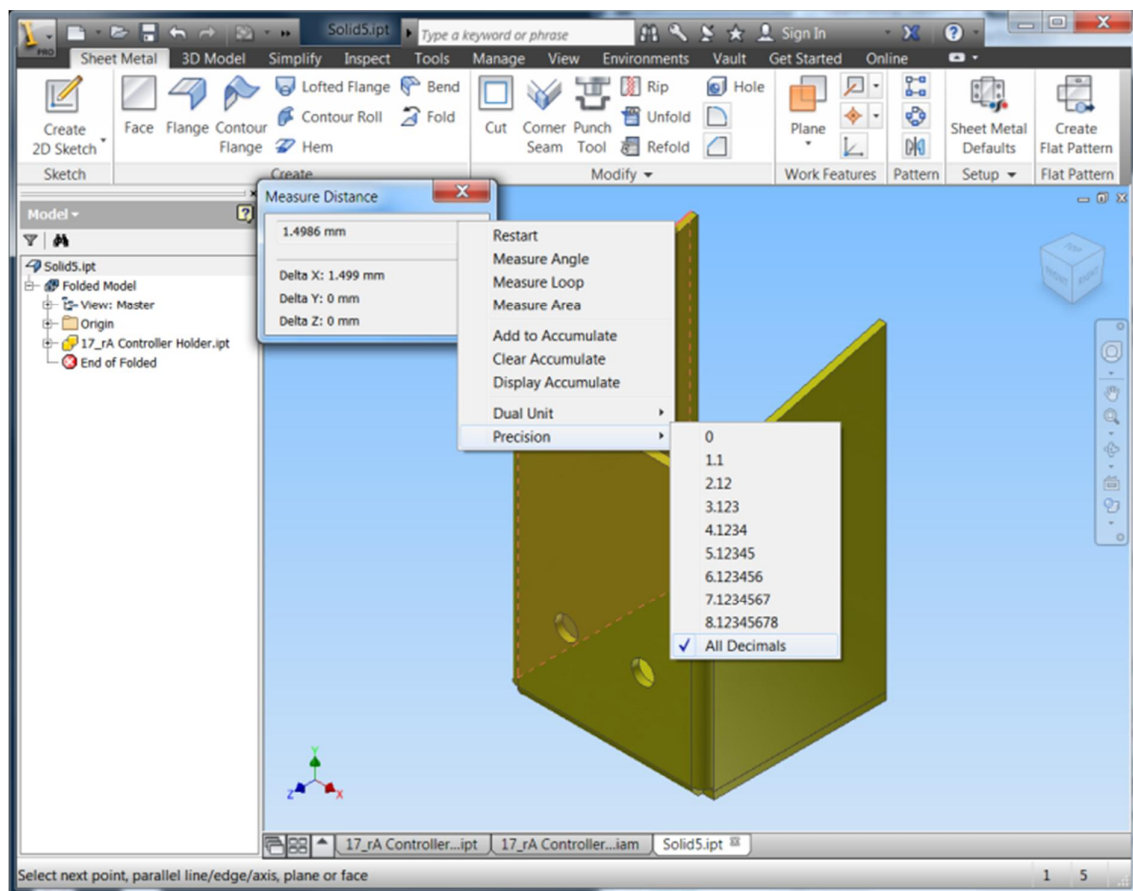 PRO
Solid5.ipt
Type a keyword or phrase
Sign In
Sheet Metal 3D Model Simplify Inspect Tools Manage View Environments Vault Get Started Online
Create
2D Sketch
Face
Flange
Contour
Flange
Lofted Flange
Contour Roll
Hem
Bend
Fold
Cut
Corner
Seam
Punch
Tool
Rip
Unfold
Refold
Hole
Plane
Sheet Metal
Defaults
Create
Flat Pattern
Sketch Create Modify Work Features Pattern Setup Flat Pattern
Model
Solid5.ipt
Folded Model
View: Master
Origin
17_rA Controller Holder.ipt
End of Folded
Measure Distance
1.4986 mm
Delta X: 1.499 mm
Delta Y: 0 mm
Delta Z: 0 mm
Restart
Measure Angle
Measure Loop
Measure Area
Add to Accumulate
Clear Accumulate
Display Accumulate
Dual Unit
Precision
0
1.1
2.12
3.123
4.1234
5.12345
6.123456
7.1234567
8.12345678
All Decimals
FRONT RIGHT
Y
Z X
17_rA Controller...ipt 17_rA Controller...iam Solid5.ipt
Select next point, parallel line/edge/axis, plane or face 1 5